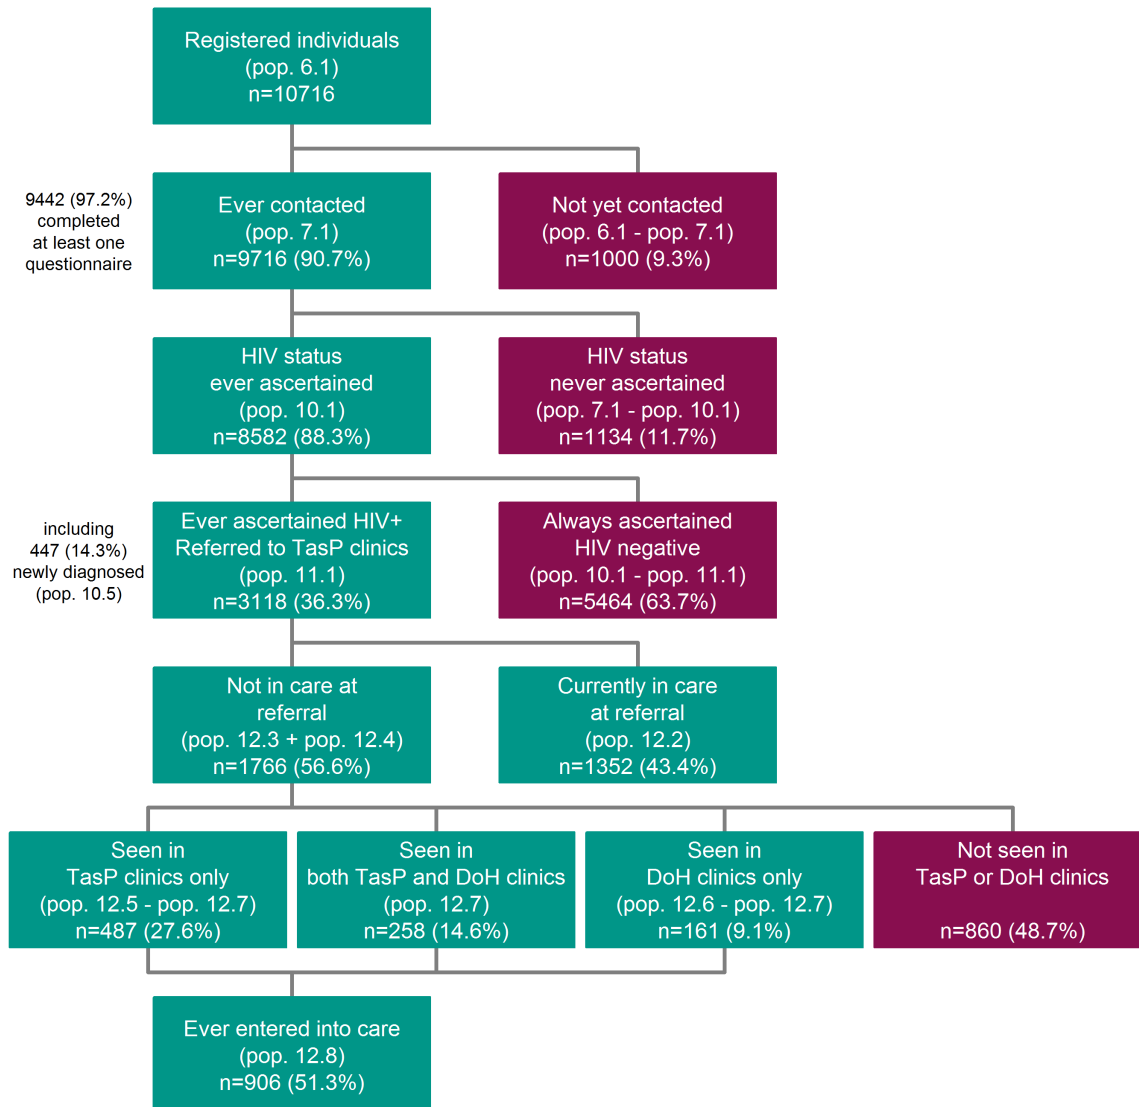 Registered individuals
(pop. 6.1)
n=10716
9442 (97.2%)
completed
at least one
questionnaire
Ever contacted
(pop. 7.1)
n=9716 (90.7%)
Not yet contacted
(pop. 6.1 - pop. 7.1)
n=1000 (9.3%)
HIV status
ever ascertained
(pop. 10.1)
n=8582 (88.3%)
HIV status
never ascertained
(pop. 7.1 - pop. 10.1)
n=1134 (11.7%)
including
447 (14.3%)
newly diagnosed
(pop. 10.5)
Ever ascertained HIV+
Referred to TasP clinics
(pop. 11.1)
n=3118 (36.3%)
Always ascertained
HIV negative
(pop. 10.1 - pop. 11.1)
n=5464 (63.7%)
Not in care at
referral
(pop. 12.3 + pop. 12.4)
n=1766 (56.6%)
Currently in care
at referral
(pop. 12.2)
n=1352 (43.4%)
Seen in
TasP clinics only
(pop. 12.5 - pop. 12.7)
n=487 (27.6%)
Seen in
both TasP and DoH clinics
(pop. 12.7)
n=258 (14.6%)
Seen in
DoH clinics only
(pop. 12.6 - pop. 12.7)
n=161 (9.1%)
Not seen in
TasP or DoH clinics
n=860 (48.7%)
Ever entered into care
(pop. 12.8)
n=906 (51.3%)